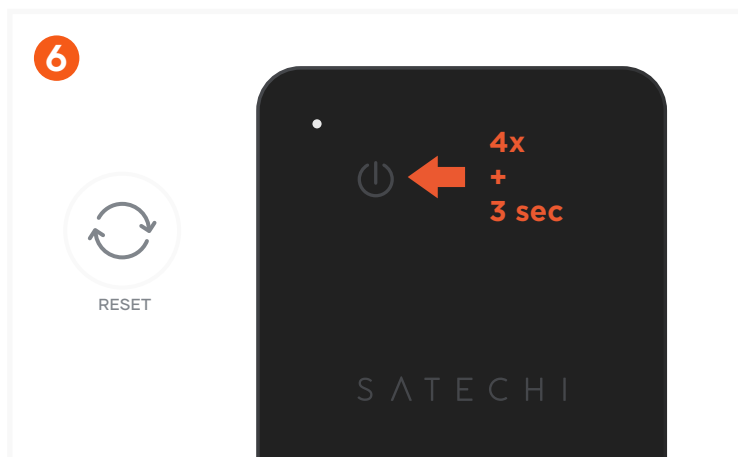 6
4x
+
3 sec
RESET
SATECHI